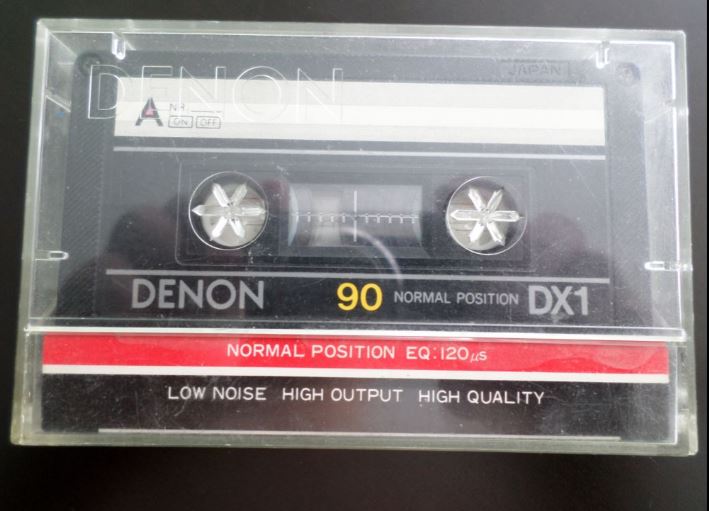 DENON
JAPAN
A NR.
ON OFF
DENON 90 NORMAL POSITION DX1
NORMAL POSITION EQ:120μs
LOW NOISE HIGH OUTPUT HIGH QUALITY